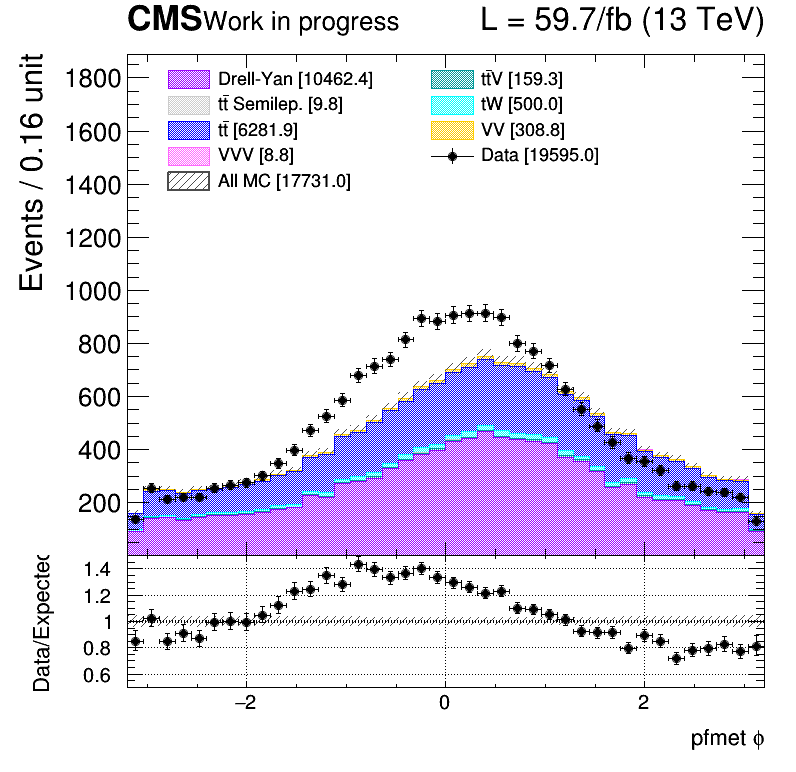 CMS Work in progress L = 59.7/fb (13 TeV)
Events / 0.16 unit
1800
1600
1400
1200
1000
800
600
400
200
Drell-Yan [10462.4]
tt̄ Semilep. [9.8]
tt̄ [6281.9]
VVV [8.8]
All MC [17731.0]
tt̄V [159.3]
tW [500.0]
VV [308.8]
Data [19595.0]
Data/Expected
1.4
1.2
1
0.8
0.6
−2 0 2
pfmet ϕ